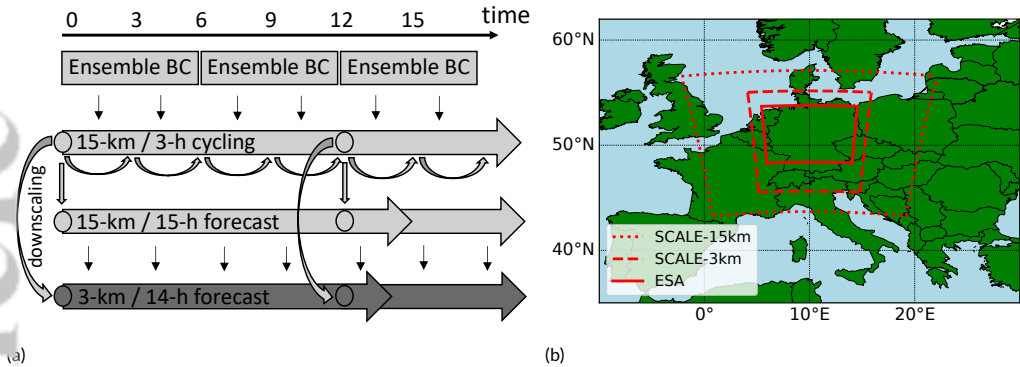 0 3 6 9 12 15 time
Ensemble BC Ensemble BC Ensemble BC
15-km / 3-h cycling
downscaling
15-km / 15-h forecast
3-km / 14-h forecast
(a)
60°N
50°N
40°N
SCALE-15km
SCALE-3km
ESA
0° 10°E 20°E
(b)